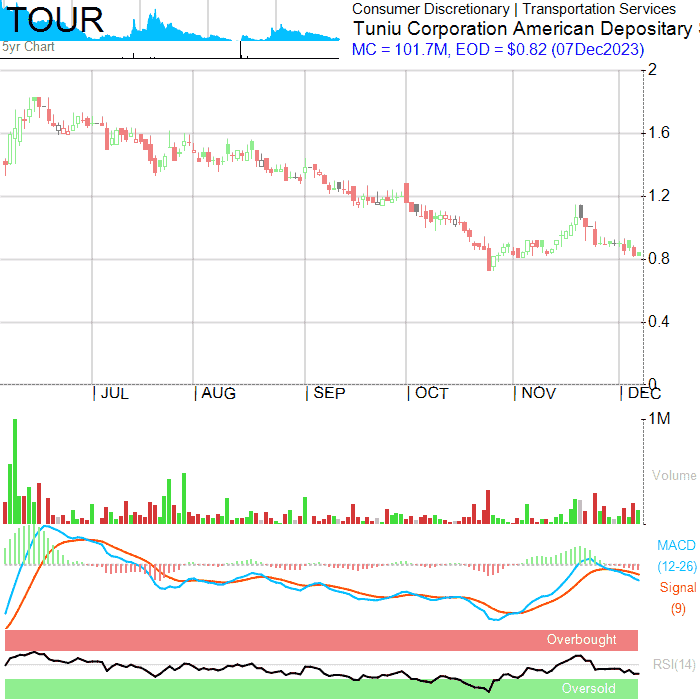 TOUR
5yr Chart
Consumer Discretionary | Transportation Services
Tuniu Corporation American Depositary
MC = 101.7M, EOD = $0.82 (07Dec2023)
2
1.6
1.2
0.8
0.4
0
| JUL | AUG | SEP | OCT | NOV | DEC
1M
Volume
MACD
(12-26)
Signal
(9)
Overbought
RSI(14)
Oversold